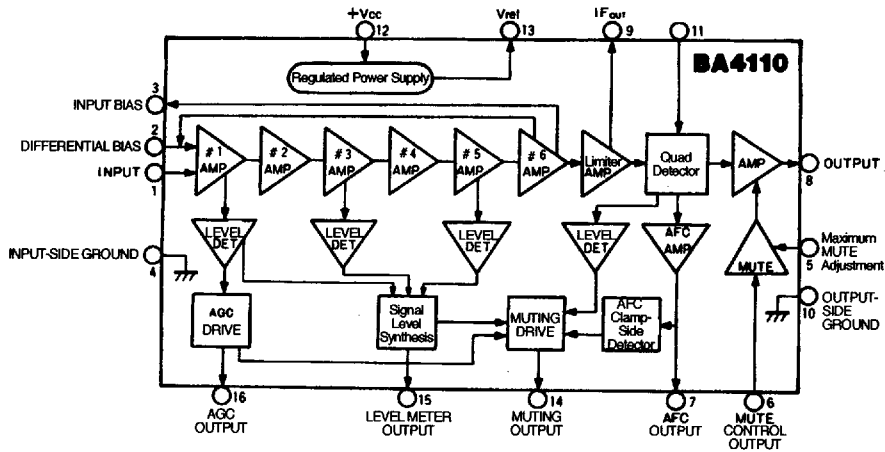 +Vcc
12
Vref
13
IFOUT
9
11
BA4110
Regulated Power Supply
3
INPUT BIAS
2
DIFFERENTIAL BIAS
INPUT
1
#1
AMP
#2
AMP
#3
AMP
#4
AMP
#5
AMP
#6
AMP
Limiter
AMP
Quad
Detector
AMP
OUTPUT
8
LEVEL
DET
LEVEL
DET
LEVEL
DET
LEVEL
DET
AFC
AMP
MUTE
INPUT-SIDE GROUND
4
5
Maximum
MUTE
Adjustment
AGC
DRIVE
Signal
Level
Synthesis
MUTING
DRIVE
AFC
Clamp-
Side
Detector
10
OUTPUT-
SIDE
GROUND
16
AGC
OUTPUT
15
LEVEL METER
OUTPUT
14
MUTING
OUTPUT
7
AFC
OUTPUT
6
MUTE
CONTROL
OUTPUT